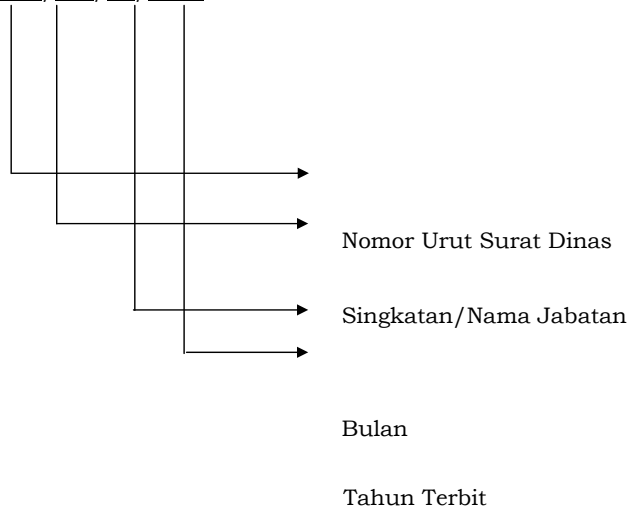 Nomor Urut Surat Dinas
Singkatan/Nama Jabatan
Bulan
Tahun Terbit